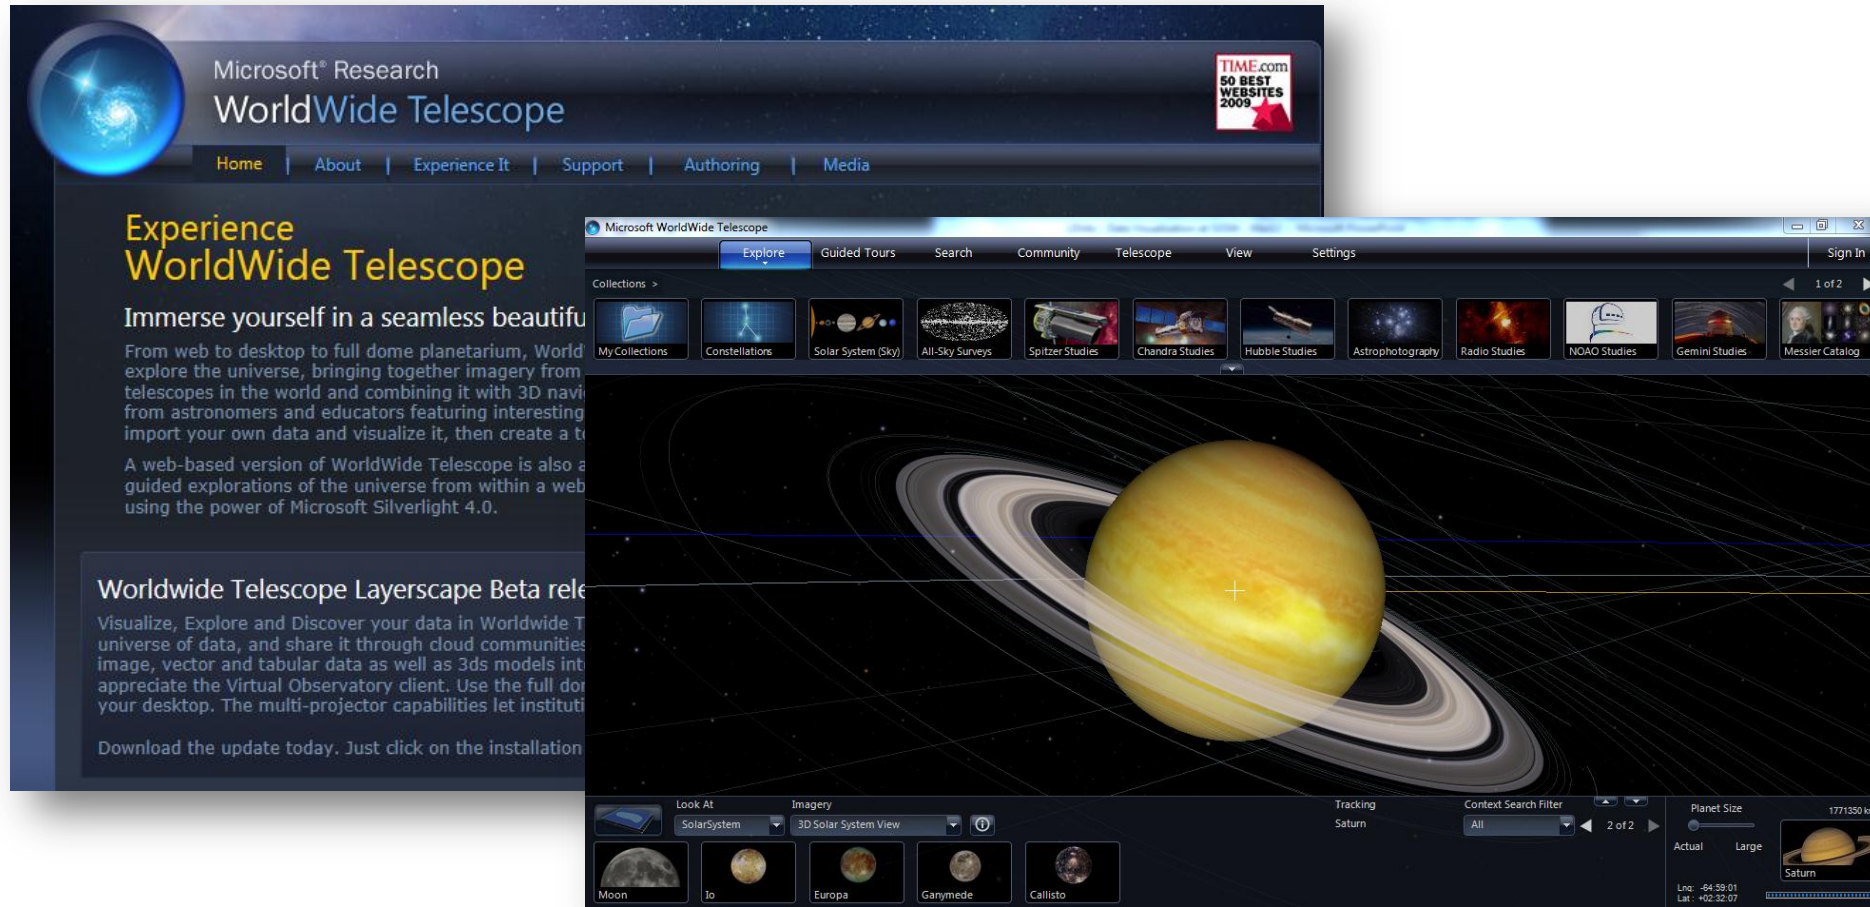 Microsoft® Research
WorldWide Telescope
TIME.com
50 BEST
WEBSITES
2009
Home | About | Experience It | Support | Authoring | Media
Experience
WorldWide Telescope
Immerse yourself in a seamless beautifu
From web to desktop to full dome planetarium, World
explore the universe, bringing together imagery from
telescopes in the world and combining it with 3D navi
from astronomers and educators featuring interesting
import your own data and visualize it, then create a to
A web-based version of WorldWide Telescope is also a
guided explorations of the universe from within a web
using the power of Microsoft Silverlight 4.0.
Worldwide Telescope Layerscape Beta rele
Visualize, Explore and Discover your data in Worldwide T
universe of data, and share it through cloud communities
image, vector and tabular data as well as 3ds models int
appreciate the Virtual Observatory client. Use the full dom
your desktop. The multi-projector capabilities let instituti
Download the update today. Just click on the installation
Microsoft WorldWide Telescope
Explore Guided Tours Search Community Telescope View Settings Sign In
Collections > 1 of 2
My Collections Constellations Solar System (Sky) All-Sky Surveys Spitzer Studies Chandra Studies Hubble Studies Astrophotography Radio Studies NOAO Studies Gemini Studies Messier Catalog
Look At Imagery Tracking Context Search Filter Planet Size 1771350 k
SolarSystem 3D Solar System View Saturn All 2 of 2
Actual Large
Saturn
Moon Io Europa Ganymede Callisto
Lng: -64:59:01
Lat : +02:32:07